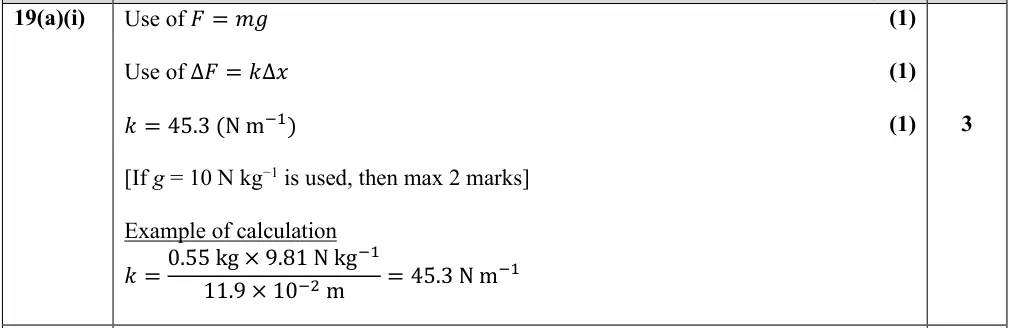 19(a)(i) Use of F = mg (1)
Use of ΔF = kΔx (1)
k = 45.3 (N m⁻¹) (1) 3
[If g = 10 N kg⁻¹ is used, then max 2 marks]
Example of calculation
k = (0.55 kg × 9.81 N kg⁻¹) / (11.9 × 10⁻² m) = 45.3 N m⁻¹